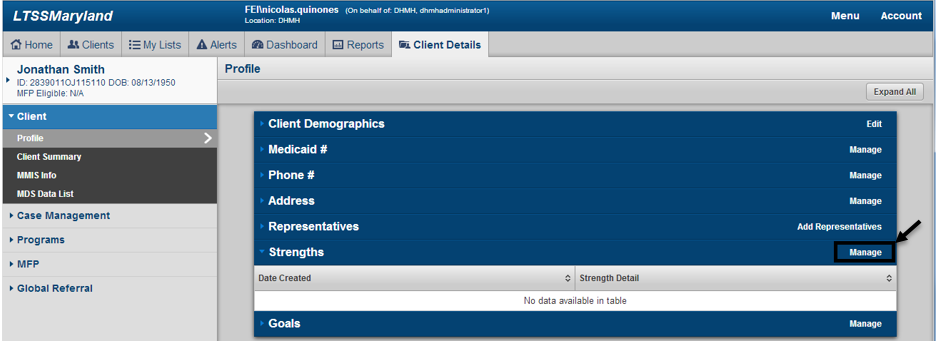 LTSSMaryland
FEI\nicolas.quinones (On behalf of: DHMH, dhmhadministrator1)
Location: DHMH
Menu Account
Home Clients My Lists Alerts Dashboard Reports Client Details
Jonathan Smith
ID: 2839011OJ115110 DOB: 08/13/1950
MFP Eligible: N/A
Profile
Expand All
Client
Profile
Client Summary
MMIS Info
MDS Data List
Case Management
Programs
MFP
Global Referral
Client Demographics Edit
Medicaid # Manage
Phone # Manage
Address Manage
Representatives Add Representatives
Strengths Manage
Date Created Strength Detail
No data available in table
Goals Manage